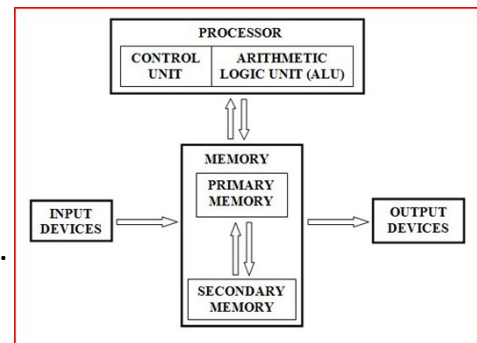 PROCESSOR
CONTROL
UNIT
ARITHMETIC
LOGIC UNIT (ALU)
MEMORY
PRIMARY
MEMORY
INPUT
DEVICES
OUTPUT
DEVICES
SECONDARY
MEMORY